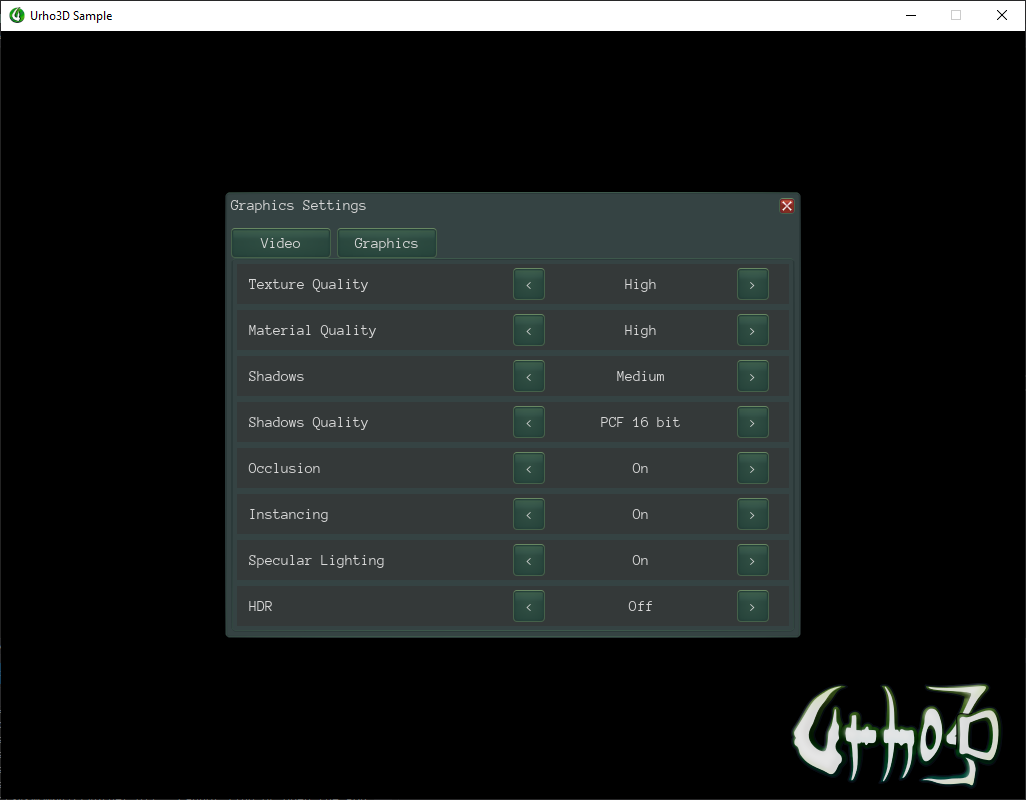 Urho3D Sample
Graphics Settings
Video Graphics
Texture Quality < High >
Material Quality < High >
Shadows < Medium >
Shadows Quality < PCF 16 bit >
Occlusion < On >
Instancing < On >
Specular Lighting < On >
HDR < Off >
Urho3D